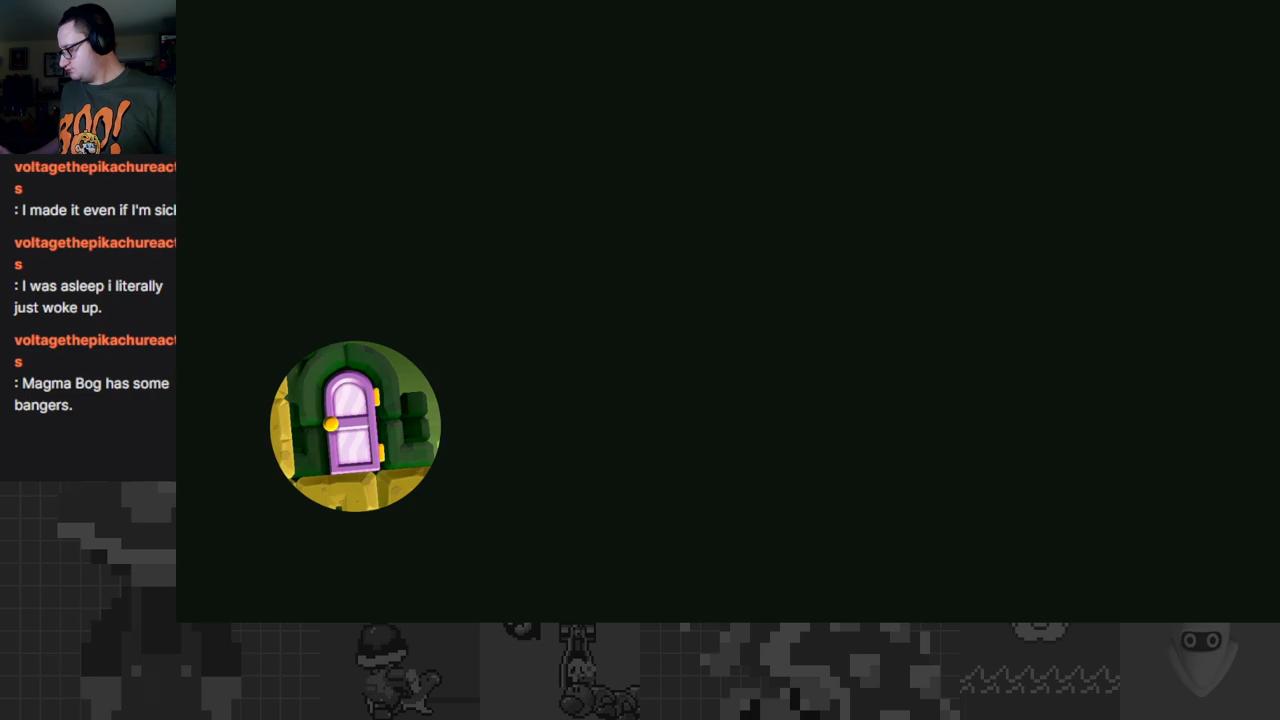 BOO!
voltagethepikachureact
s
: I made it even if I'm sick
voltagethepikachureact
s
: I was asleep i literally
just woke up.
voltagethepikachureact
s
: Magma Bog has some
bangers.